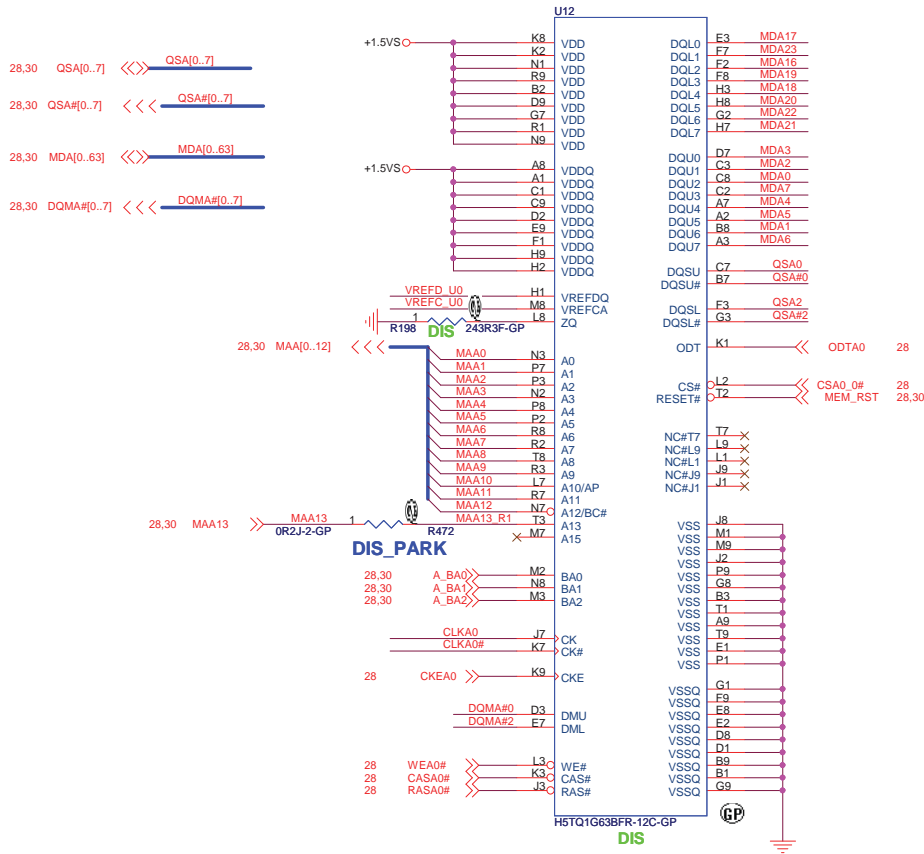 U12
+1.5VS K8 VDD DQL0 E3 MDA17
K2 VDD DQL1 F7 MDA23
28,30 QSA[0..7] QSA[0..7] N1 VDD DQL2 F2 MDA16
R9 VDD DQL3 F8 MDA19
B2 VDD DQL4 H3 MDA18
28,30 QSA#[0..7] QSA#[0..7] D9 VDD DQL5 H8 MDA20
G7 VDD DQL6 G2 MDA22
R1 VDD DQL7 H7 MDA21
N9 VDD
28,30 MDA[0..63] MDA[0..63] DQU0 D7 MDA3
+1.5VS A8 VDDQ DQU1 C3 MDA2
A1 VDDQ DQU2 C8 MDA0
C1 VDDQ DQU3 C2 MDA7
28,30 DQMA#[0..7] DQMA#[0..7] C9 VDDQ DQU4 A7 MDA4
D2 VDDQ DQU5 A2 MDA5
E9 VDDQ DQU6 B8 MDA1
F1 VDDQ DQU7 A3 MDA6
H9 VDDQ
H2 VDDQ DQSU C7 QSA0
DQSU# B7 QSA#0
VREFD_U0 H1 VREFDQ
VREFC_U0 M8 VREFCA DQSL F3 QSA2
1 2 L8 ZQ DQSL# G3 QSA#2
R198 DIS 243R3F-GP
28,30 MAA[0..12] ODT K1 ODTA0 28
MAA0 N3 A0
MAA1 P7 A1
MAA2 P3 A2 CS# L2 CSA0_0# 28
MAA3 N2 A3 RESET# T2 MEM_RST 28,30
MAA4 P8 A4
MAA5 P2 A5
MAA6 R8 A6 NC#T7 T7
MAA7 R2 A7 NC#L9 L9
MAA8 T8 A8 NC#L1 L1
MAA9 R3 A9 NC#J9 J9
MAA10 L7 A10/AP NC#J1 J1
MAA11 R7 A11
MAA12 N7 A12/BC#
28,30 MAA13 MAA13 1 2 MAA13_R1 T3 A13 VSS J8
0R2J-2-GP R472 M7 A15 VSS M1
DIS_PARK VSS M9
VSS J2
28,30 A_BA0 M2 BA0 VSS P9
28,30 A_BA1 N8 BA1 VSS G8
28,30 A_BA2 M3 BA2 VSS B3
VSS T1
VSS A9
CLKA0 J7 CK VSS T9
CLKA0# K7 CK# VSS E1
VSS P1
28 CKEA0 K9 CKE
VSSQ G1
VSSQ F9
DQMA#0 D3 DMU VSSQ E8
DQMA#2 E7 DML VSSQ E2
VSSQ D8
VSSQ D1
28 WEA0# L3 WE# VSSQ B9
28 CASA0# K3 CAS# VSSQ B1
28 RASA0# J3 RAS# VSSQ G9
H5TQ1G63BFR-12C-GP GP
DIS